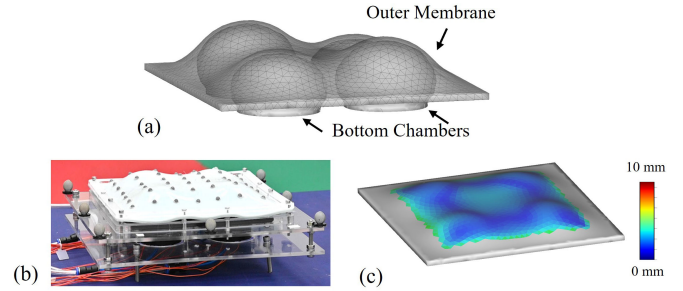 Outer Membrane
(a)
Bottom Chambers
(b)
(c)
10 mm
0 mm